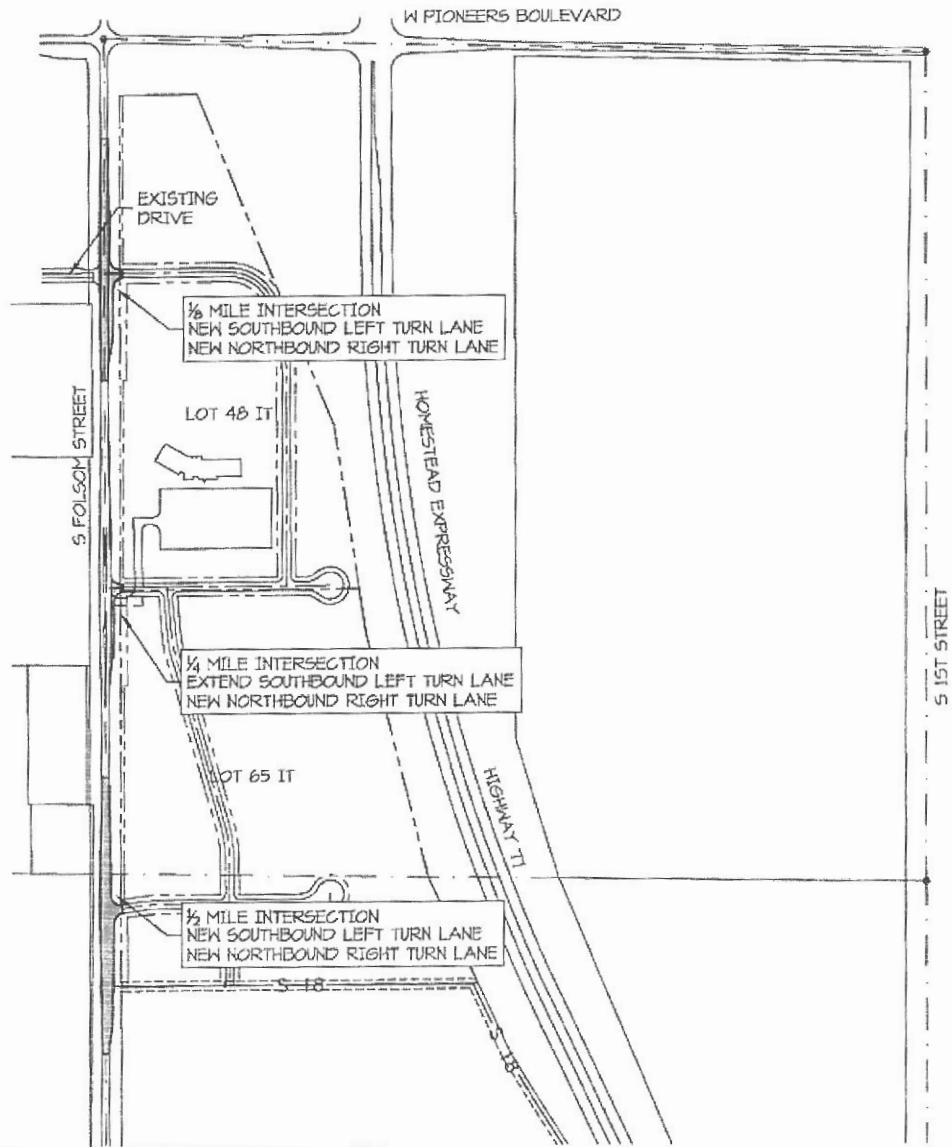 W PIONEERS BOULEVARD
EXISTING
DRIVE
⅛ MILE INTERSECTION
NEW SOUTHBOUND LEFT TURN LANE
NEW NORTHBOUND RIGHT TURN LANE
S FOLSOM STREET
LOT 48 IT
HOMESTEAD EXPRESSWAY
S 1ST STREET
¼ MILE INTERSECTION
EXTEND SOUTHBOUND LEFT TURN LANE
NEW NORTHBOUND RIGHT TURN LANE
LOT 65 IT
HIGHWAY 77
½ MILE INTERSECTION
NEW SOUTHBOUND LEFT TURN LANE
NEW NORTHBOUND RIGHT TURN LANE
S 18
S 18